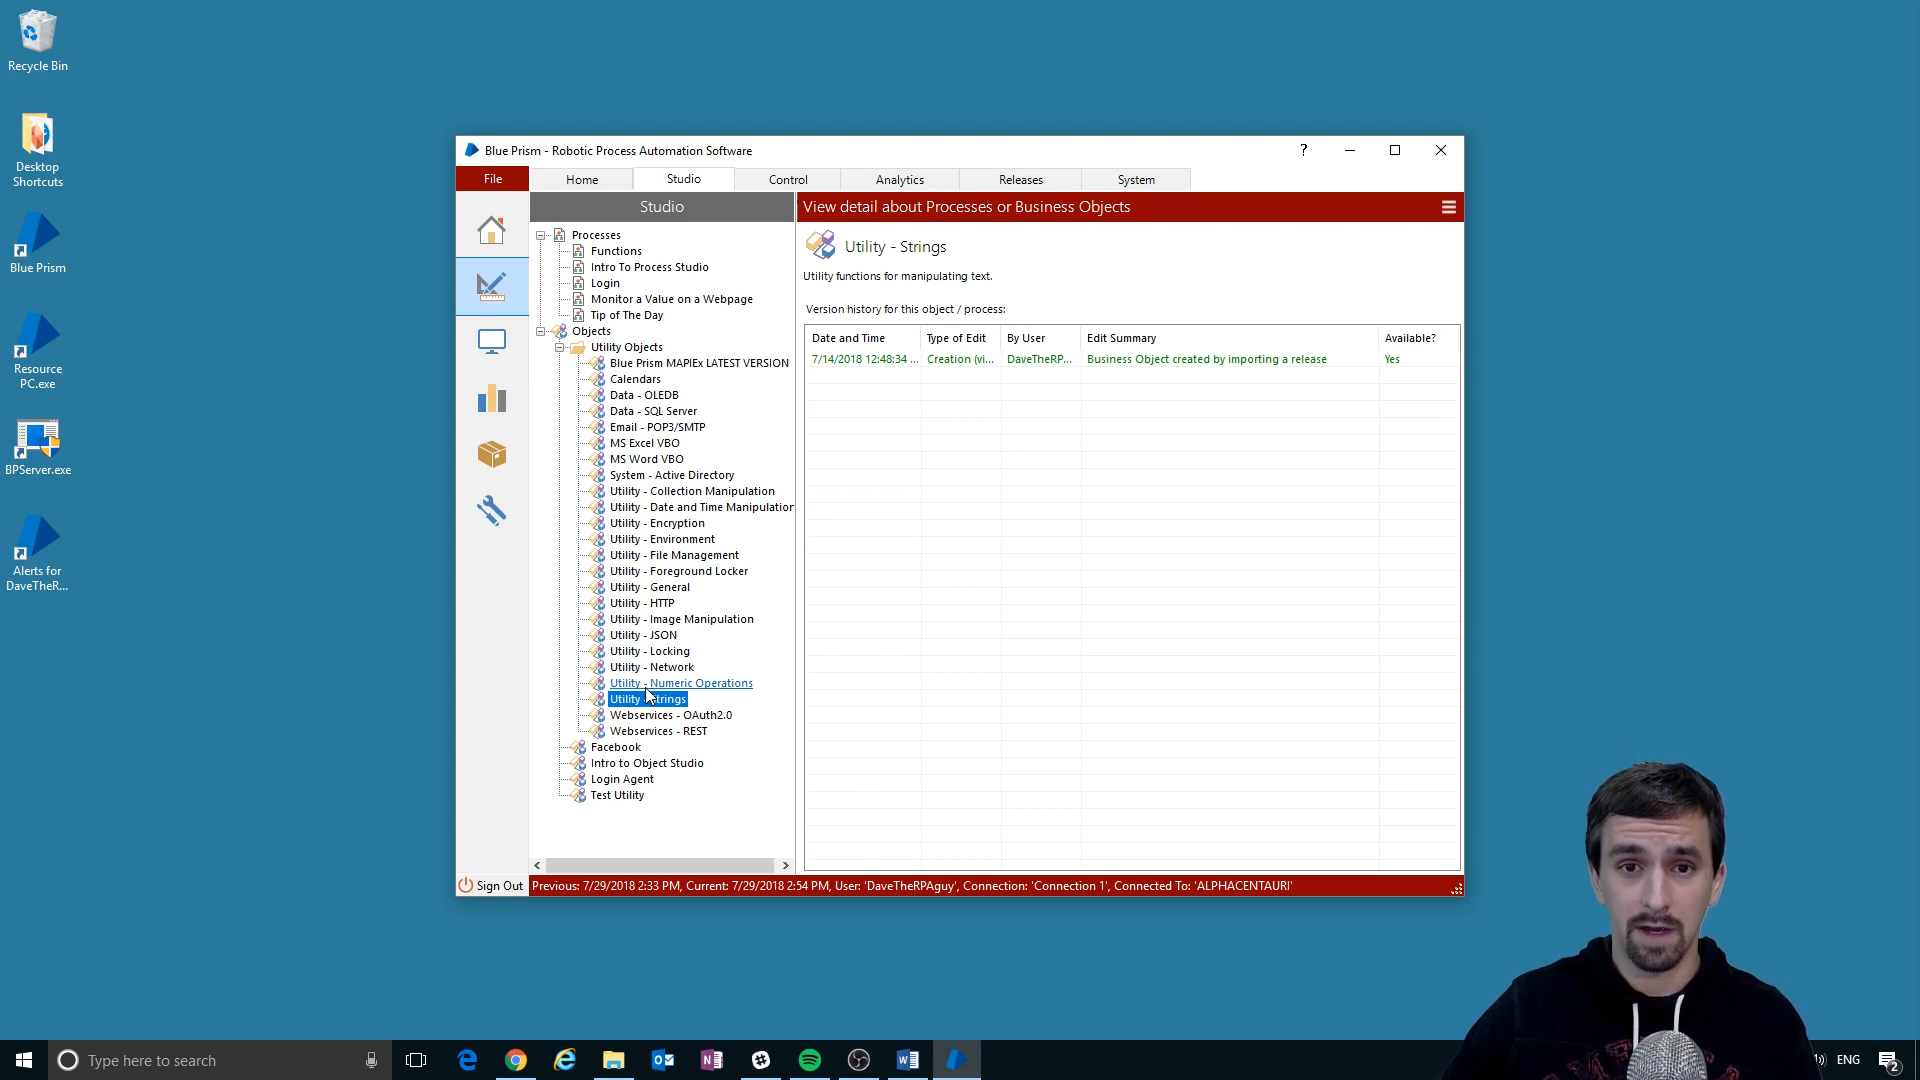 Recycle Bin
Desktop
Shortcuts
Blue Prism
Resource
PC.exe
BPServer.exe
Alerts for
DaveTheR...
Blue Prism - Robotic Process Automation Software
?
File
Home
Studio
Control
Analytics
Releases
System
Studio
View detail about Processes or Business Objects
Processes
Functions
Intro To Process Studio
Login
Monitor a Value on a Webpage
Tip of The Day
Objects
Utility Objects
Blue Prism MAPIEx LATEST VERSION
Calendars
Data - OLEDB
Data - SQL Server
Email - POP3/SMTP
MS Excel VBO
MS Word VBO
System - Active Directory
Utility - Collection Manipulation
Utility - Date and Time Manipulation
Utility - Encryption
Utility - Environment
Utility - File Management
Utility - Foreground Locker
Utility - General
Utility - HTTP
Utility - Image Manipulation
Utility - JSON
Utility - Locking
Utility - Network
Utility - Numeric Operations
Utility - Strings
Webservices - OAuth2.0
Webservices - REST
Facebook
Intro to Object Studio
Login Agent
Test Utility
Utility - Strings
Utility functions for manipulating text.
Version history for this object / process:
Date and Time Type of Edit By User Edit Summary Available?
7/14/2018 12:48:34 ... Creation (vi... DaveTheRP... Business Object created by importing a release Yes
Sign Out
Previous: 7/29/2018 2:33 PM, Current: 7/29/2018 2:54 PM, User: 'DaveTheRPAguy', Connection: 'Connection 1', Connected To: 'ALPHACENTAURI'
Type here to search
ENG
2